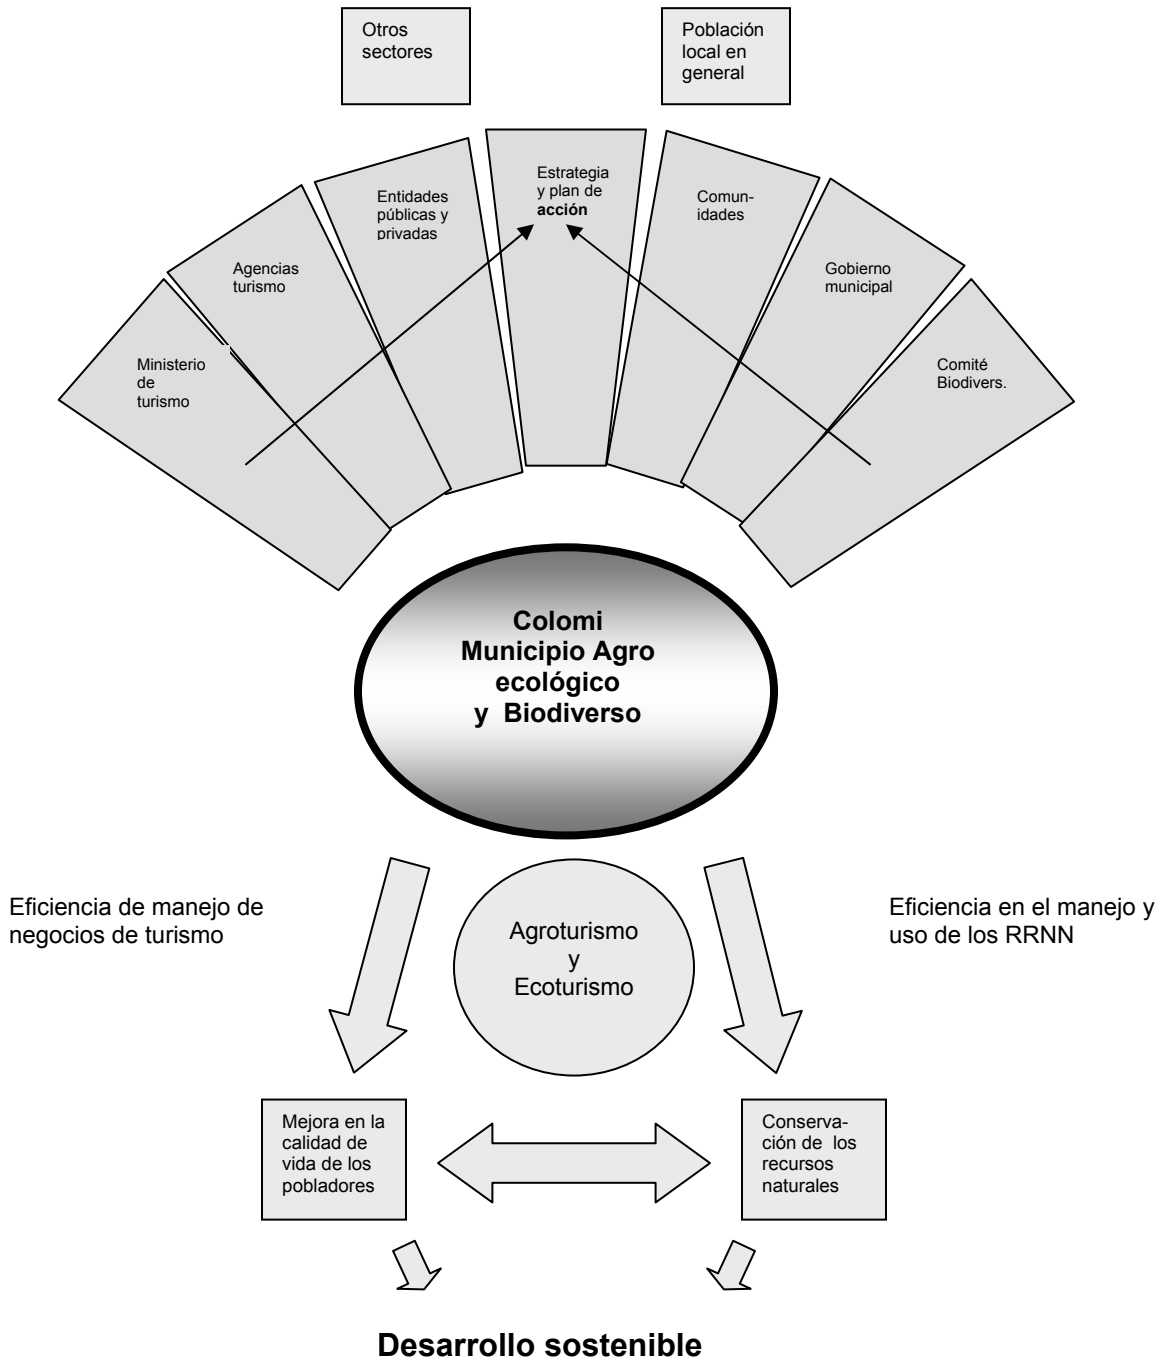 Otros
sectores
Población
local en
general
Estrategia
y plan de
acción
Entidades
públicas y
privadas
Comun-
idades
Agencias
turismo
Gobierno
municipal
Ministerio
de
turismo
Comité
Biodivers.
Colomi
Municipio Agro
ecológico
y Biodiverso
Eficiencia de manejo de
negocios de turismo
Agroturismo
y
Ecoturismo
Eficiencia en el manejo y
uso de los RRNN
Mejora en la
calidad de
vida de los
pobladores
Conserva-
ción de los
recursos
naturales
Desarrollo sostenible